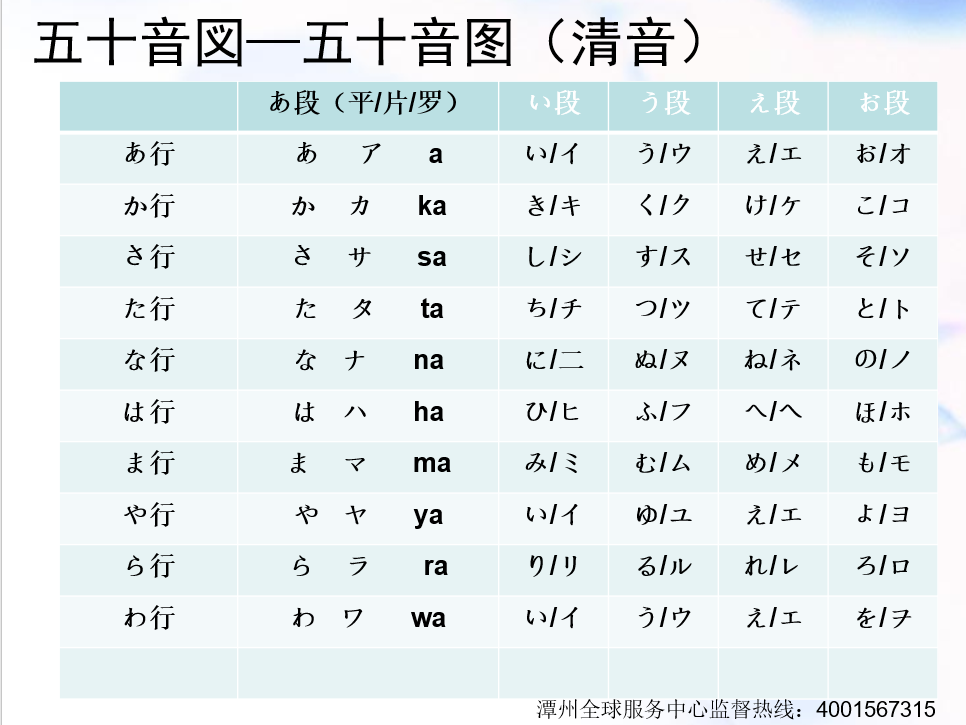 五十音図—五十音图（清音）
あ段（平/片/罗） い段 う段 え段 お段
あ行 あ ア a い/イ う/ウ え/エ お/オ
か行 か カ ka き/キ く/ク け/ケ こ/コ
さ行 さ サ sa し/シ す/ス せ/セ そ/ソ
た行 た タ ta ち/チ つ/ツ て/テ と/ト
な行 な ナ na に/二 ぬ/ヌ ね/ネ の/ノ
は行 は ハ ha ひ/ヒ ふ/フ へ/ヘ ほ/ホ
ま行 ま マ ma み/ミ む/ム め/メ も/モ
や行 や ヤ ya い/イ ゆ/ユ え/エ よ/ヨ
ら行 ら ラ ra り/リ る/ル れ/レ ろ/ロ
わ行 わ ワ wa い/イ う/ウ え/エ を/ヲ
潭州全球服务中心监督热线：4001567315